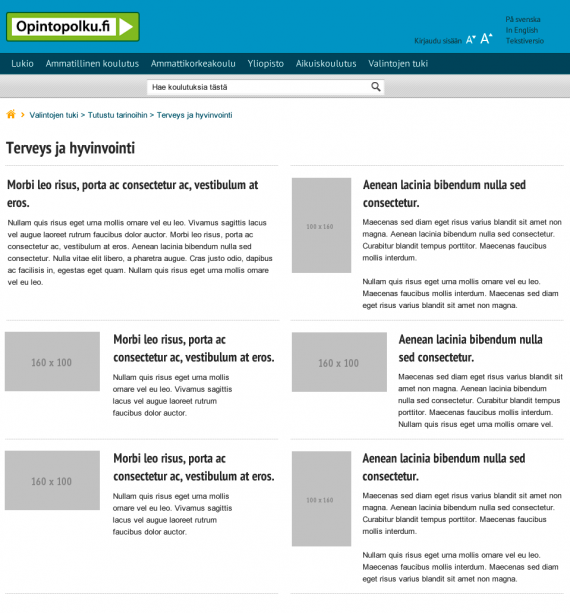 Opintopolku.fi
På svenska
In English
Kirjaudu sisään A A Tekstiversio
Lukio Ammatillinen koulutus Ammattikorkeakoulu Yliopisto Aikuiskoulutus Valintojen tuki
Hae koulutuksia tästä
Valintojen tuki > Tutustu tarinoihin > Terveys ja hyvinvointi
Terveys ja hyvinvointi
Morbi leo risus, porta ac consectetur ac, vestibulum at
eros.
Nullam quis risus eget urna mollis ornare vel eu leo. Vivamus sagittis lacus
vel augue laoreet rutrum faucibus dolor auctor. Morbi leo risus, porta ac
consectetur ac, vestibulum at eros. Aenean lacinia bibendum nulla sed
consectetur. Nulla vitae elit libero, a pharetra augue. Cras justo odio, dapibus
ac facilisis in, egestas eget quam. Nullam quis risus eget urna mollis ornare
vel eu leo.
100 x 160
Aenean lacinia bibendum nulla sed
consectetur.
Maecenas sed diam eget risus varius blandit sit amet non
magna. Aenean lacinia bibendum nulla sed consectetur.
Curabitur blandit tempus porttitor. Maecenas faucibus
mollis interdum.
Nullam quis risus eget urna mollis ornare vel eu leo.
Maecenas faucibus mollis interdum. Maecenas sed diam
eget risus varius blandit sit amet non magna.
160 x 100
Morbi leo risus, porta ac
consectetur ac, vestibulum at eros.
Nullam quis risus eget urna mollis
ornare vel eu leo. Vivamus sagittis
lacus vel augue laoreet rutrum
faucibus dolor auctor.
160 x 100
Aenean lacinia bibendum nulla
sed consectetur.
Maecenas sed diam eget risus varius blandit sit
amet non magna. Aenean lacinia bibendum
nulla sed consectetur. Curabitur blandit tempus
porttitor. Maecenas faucibus mollis interdum.
Nullam quis risus eget urna mollis ornare vel.
160 x 100
Morbi leo risus, porta ac
consectetur ac, vestibulum at eros.
Nullam quis risus eget urna mollis
ornare vel eu leo. Vivamus sagittis
lacus vel augue laoreet rutrum
faucibus dolor auctor.
100 x 160
Aenean lacinia bibendum nulla sed
consectetur.
Maecenas sed diam eget risus varius blandit sit amet non
magna. Aenean lacinia bibendum nulla sed consectetur.
Curabitur blandit tempus porttitor. Maecenas faucibus
mollis interdum.
Nullam quis risus eget urna mollis ornare vel eu leo.
Maecenas faucibus mollis interdum. Maecenas sed diam
eget risus varius blandit sit amet non magna.